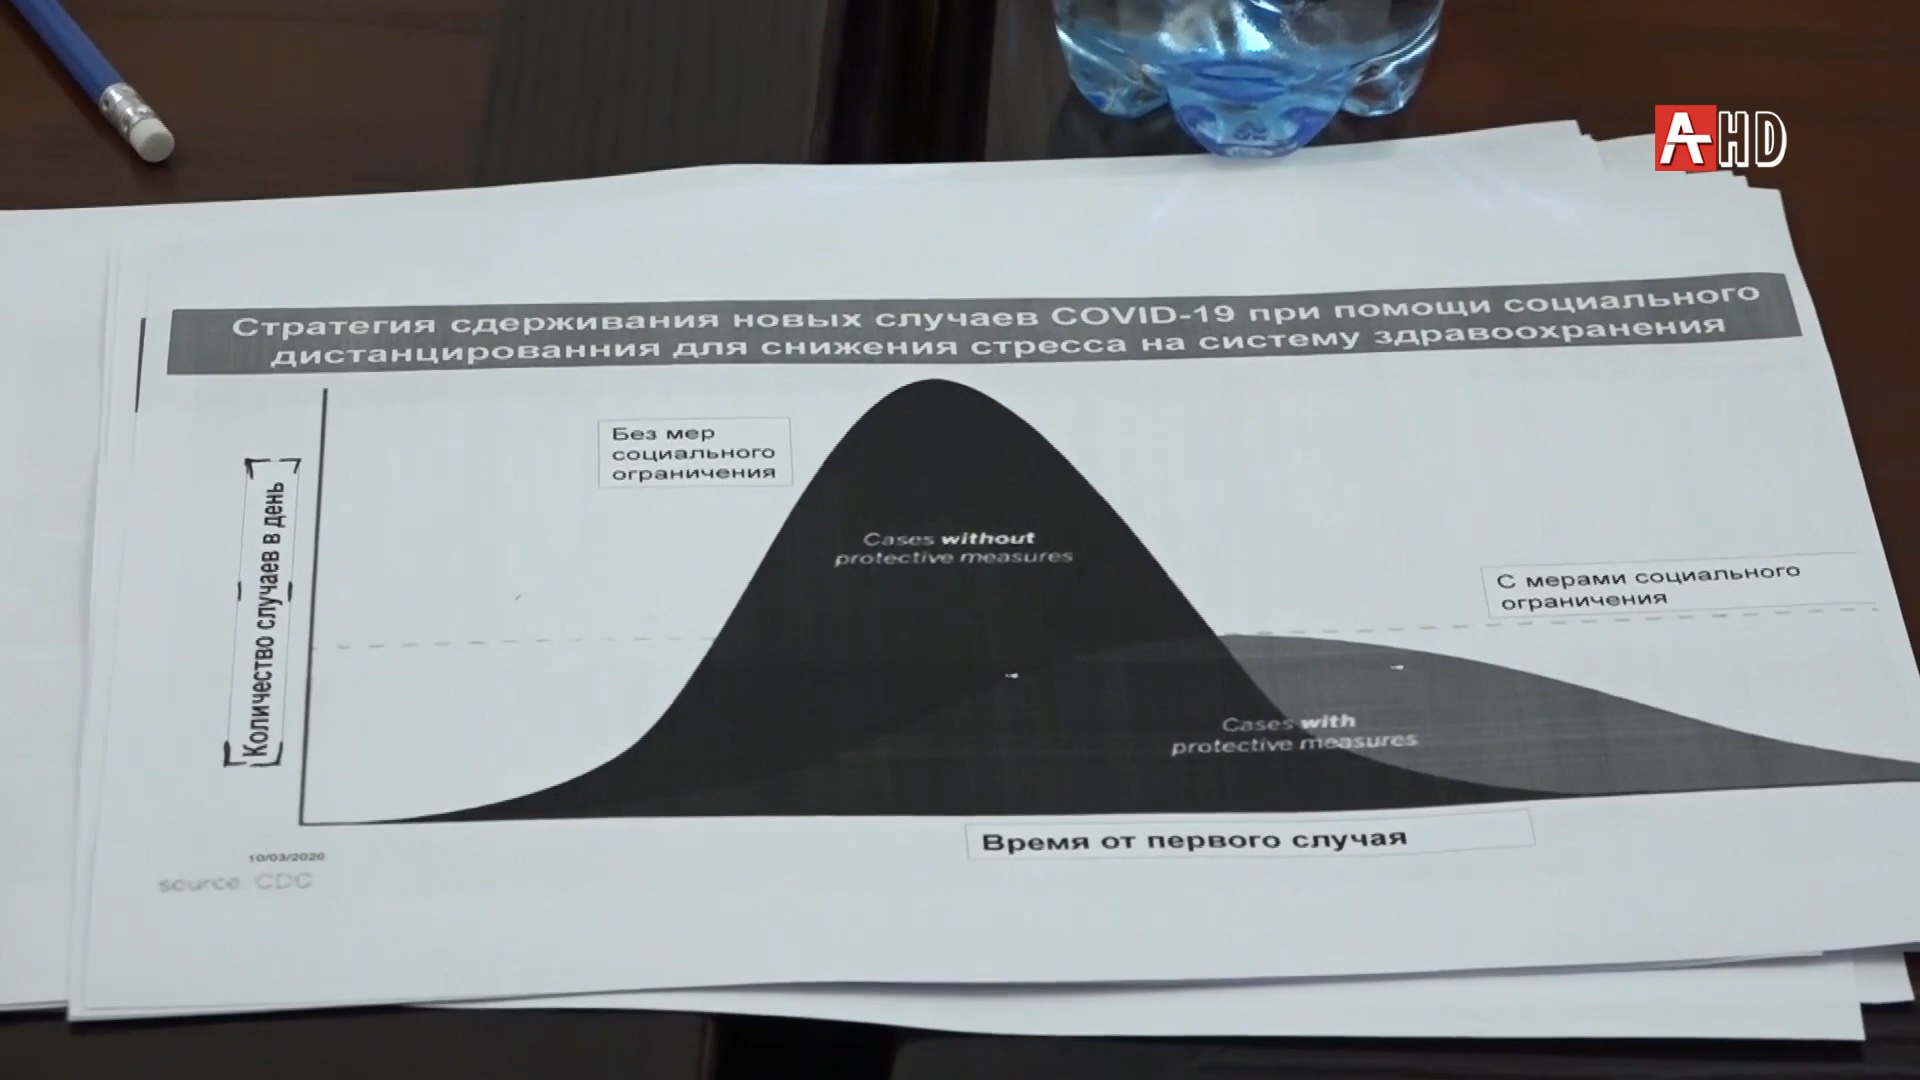 AHD
Стратегия сдерживания новых случаев COVID-19 при помощи социального
дистанцированния для снижения стресса на систему здравоохранения
Без мер
социального
ограничения
Количество случаев в день
Cases without
protective measures
С мерами социального
ограничения
Cases with
protective measures
Время от первого случая
10/03/2020
source CDC